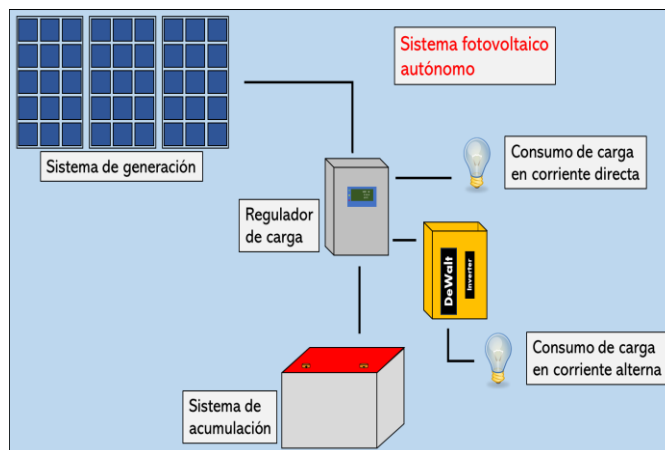 Sistema fotovoltaico
autónomo
Sistema de generación
Consumo de carga
en corriente directa
Regulador
de carga
DeWalt
Inverter
Consumo de carga
en corriente alterna
Sistema de
acumulación